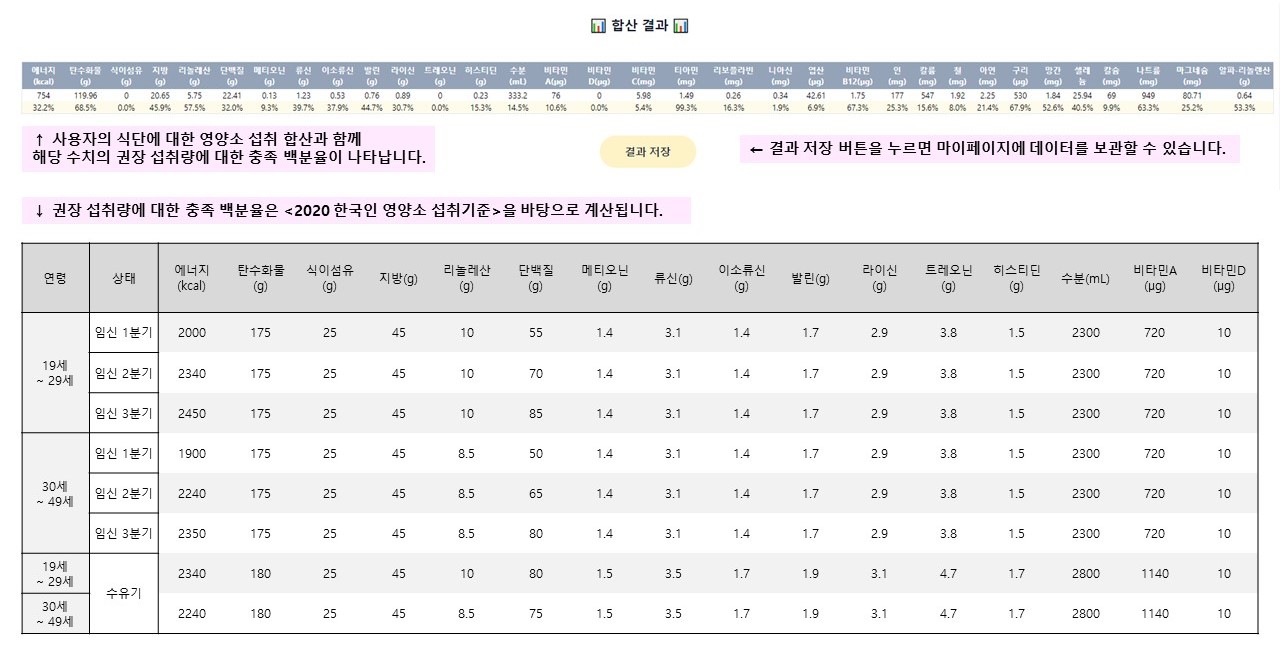 📊 합산 결과 📊
에너지(kcal) 탄수화물(g) 식이섬유(g) 지방(g) 리놀레산(g) 단백질(g) 메티오닌(g) 류신(g) 이소류신(g) 발린(g) 라이신(g) 트레오닌(g) 히스티딘(g) 수분(mL) 비타민A(μg) 비타민D(μg) 비타민C(mg) 티아민(mg) 리보플라빈(mg) 니아신(mg) 엽산(μg) 비타민B12(μg) 인(mg) 칼륨(mg) 철(mg) 아연(mg) 구리(μg) 망간(mg) 셀레늄 칼슘(mg) 나트륨(mg) 마그네슘(mg) 알파-리놀렌산(g)
754 119.96 0 20.65 5.75 22.41 0.13 1.23 0.53 0.76 0.89 0 0.23 333.2 76 0 5.98 1.49 0.26 0.34 42.61 1.75 177 547 1.92 2.25 530 1.84 25.94 69 949 80.71 0.64
32.2% 68.5% 0.0% 45.9% 57.5% 32.0% 9.3% 39.7% 37.9% 44.7% 30.7% 0.0% 15.3% 14.5% 10.6% 0.0% 5.4% 99.3% 16.3% 1.9% 6.9% 67.3% 25.3% 15.6% 8.0% 21.4% 67.9% 52.6% 40.5% 9.9% 63.3% 25.2% 53.3%
↑ 사용자의 식단에 대한 영양소 섭취 합산과 함께
해당 수치의 권장 섭취량에 대한 충족 백분율이 나타납니다.
결과 저장
← 결과 저장 버튼을 누르면 마이페이지에 데이터를 보관할 수 있습니다.
↓ 권장 섭취량에 대한 충족 백분율은 <2020 한국인 영양소 섭취기준>을 바탕으로 계산됩니다.
연령 상태 에너지(kcal) 탄수화물(g) 식이섬유(g) 지방(g) 리놀레산(g) 단백질(g) 메티오닌(g) 류신(g) 이소류신(g) 발린(g) 라이신(g) 트레오닌(g) 히스티딘(g) 수분(mL) 비타민A(μg) 비타민D(μg)
19세 ~ 29세
임신 1분기 2000 175 25 45 10 55 1.4 3.1 1.4 1.7 2.9 3.8 1.5 2300 720 10
임신 2분기 2340 175 25 45 10 70 1.4 3.1 1.4 1.7 2.9 3.8 1.5 2300 720 10
임신 3분기 2450 175 25 45 10 85 1.4 3.1 1.4 1.7 2.9 3.8 1.5 2300 720 10
30세 ~ 49세
임신 1분기 1900 175 25 45 8.5 50 1.4 3.1 1.4 1.7 2.9 3.8 1.5 2300 720 10
임신 2분기 2240 175 25 45 8.5 65 1.4 3.1 1.4 1.7 2.9 3.8 1.5 2300 720 10
임신 3분기 2350 175 25 45 8.5 80 1.4 3.1 1.4 1.7 2.9 3.8 1.5 2300 720 10
19세 ~ 29세 수유기 2340 180 25 45 10 80 1.5 3.5 1.7 1.9 3.1 4.7 1.7 2800 1140 10
30세 ~ 49세 2240 180 25 45 8.5 75 1.5 3.5 1.7 1.9 3.1 4.7 1.7 2800 1140 10